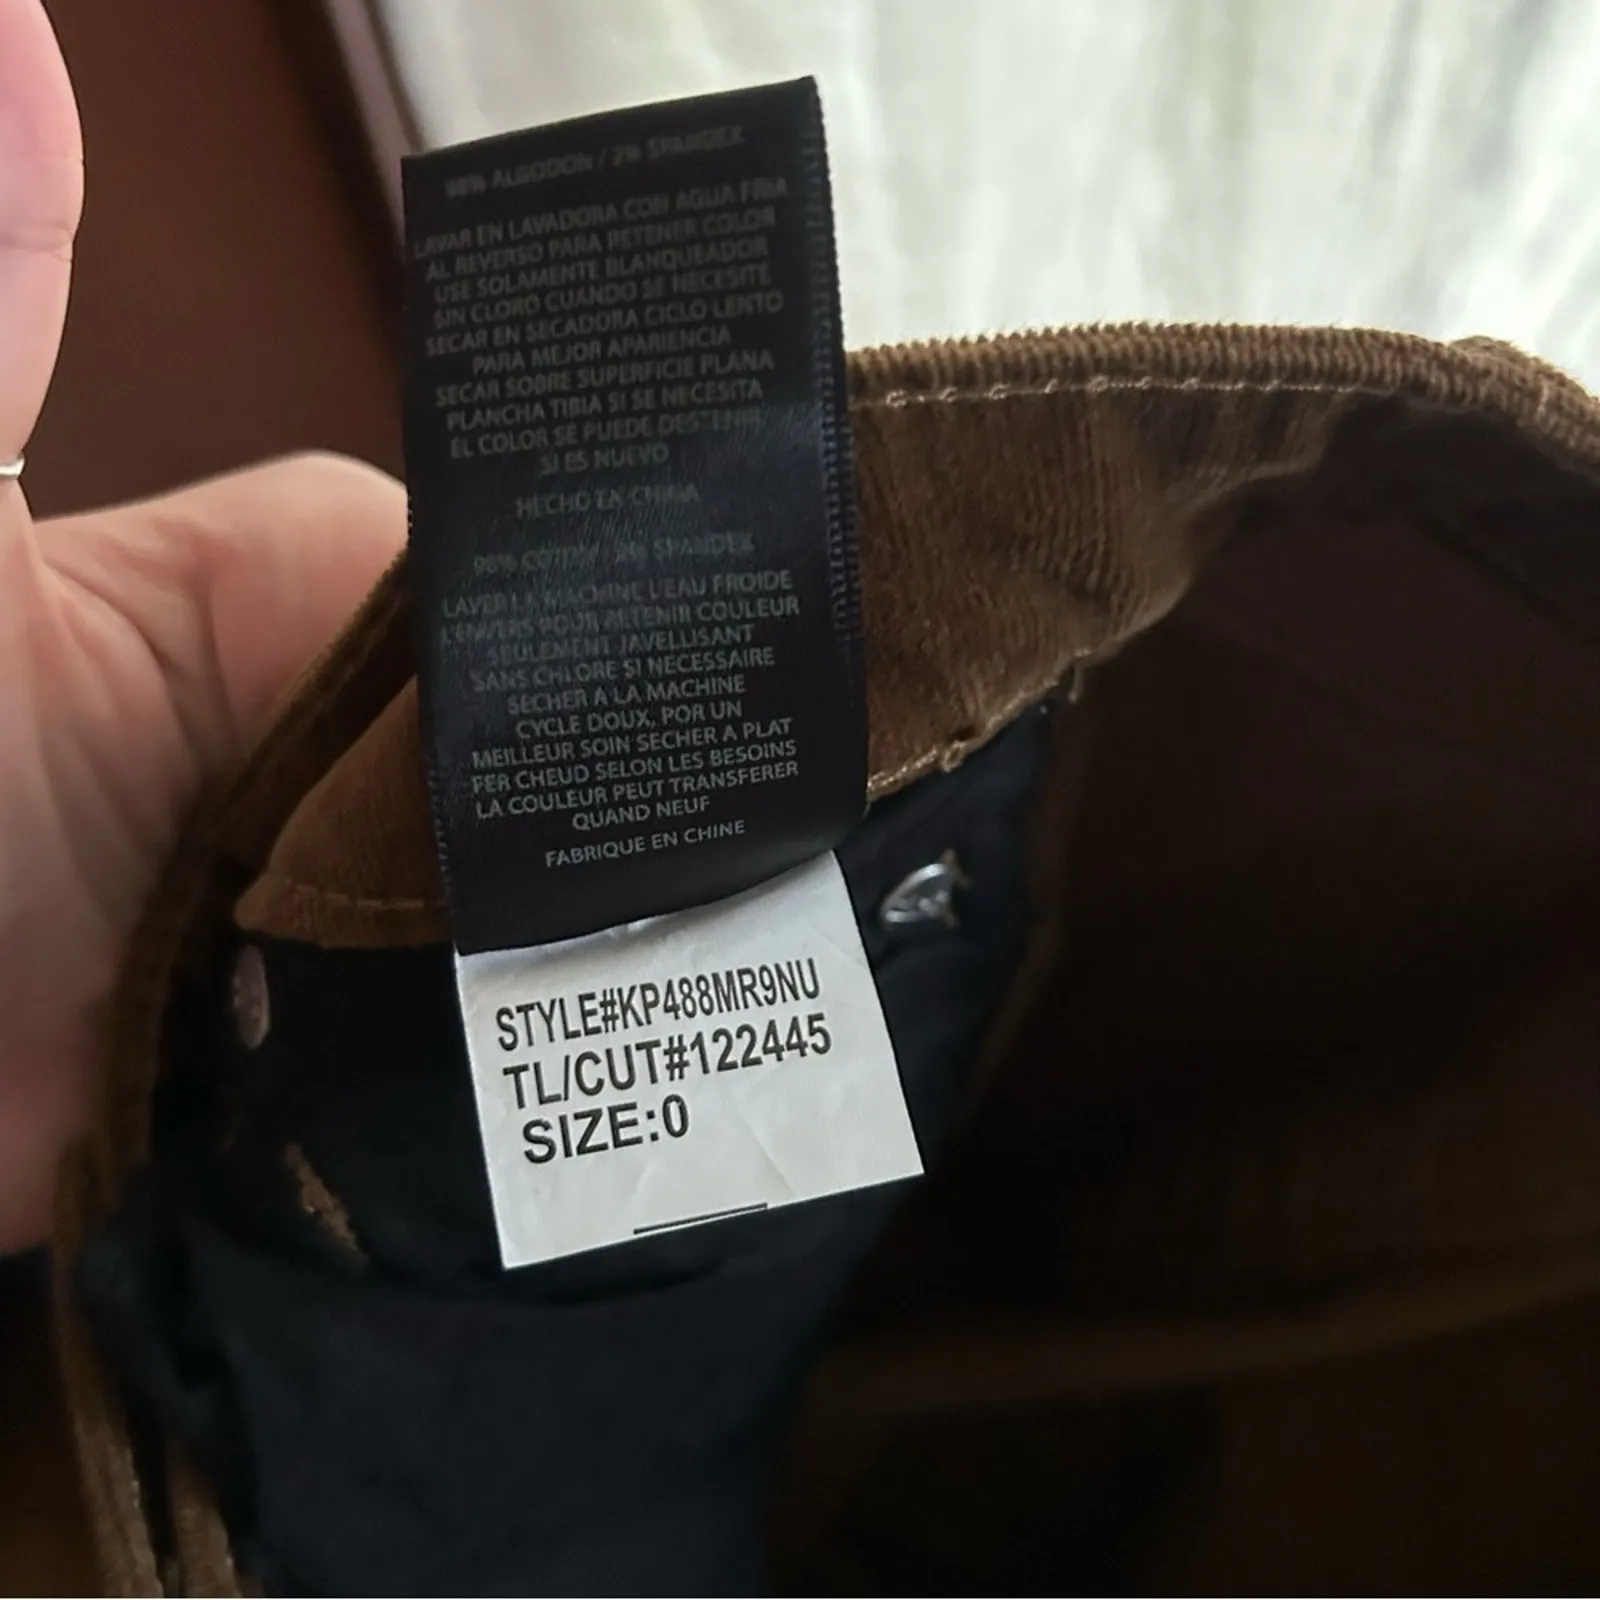 98% ALGODON / 2% SPANDEX
LAVAR EN LAVADORA CON AGUA FRIA
AL REVERSO PARA RETENER COLOR
USE SOLAMENTE BLANQUEADOR
SIN CLORO CUANDO SE NECESITE
SECAR EN SECADORA CICLO LENTO
PARA MEJOR APARIENCIA
SECAR SOBRE SUPERFICIE PLANA
PLANCHA TIBIA SI SE NECESITA
EL COLOR SE PUEDE DESTENIR
SI ES NUEVO
HECHO EN CHINA
98% COTTON / 2% SPANDEX
LAVER LA MACHINE L'EAU FROIDE
L'ENVERS POUR RETENIR COULEUR
SEULEMENT JAVELLISANT
SANS CHLORE SI NECESSAIRE
SECHER A LA MACHINE
CYCLE DOUX, POR UN
MEILLEUR SOIN SECHER A PLAT
FER CHEUD SELON LES BESOINS
LA COULEUR PEUT TRANSFERER
QUAND NEUF
FABRIQUE EN CHINE
STYLE#KP488MR9NU
TL/CUT#122445
SIZE:0